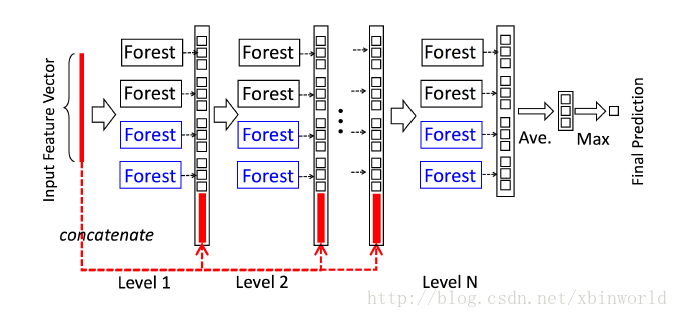 Input Feature Vector
Forest
Forest
Forest
Forest
Forest
Forest
Forest
Forest
Forest
Forest
Forest
Forest
Ave.
Max
Final Prediction
concatenate
Level 1
Level 2
Level N
http://blog.csdn.net/xbinworld